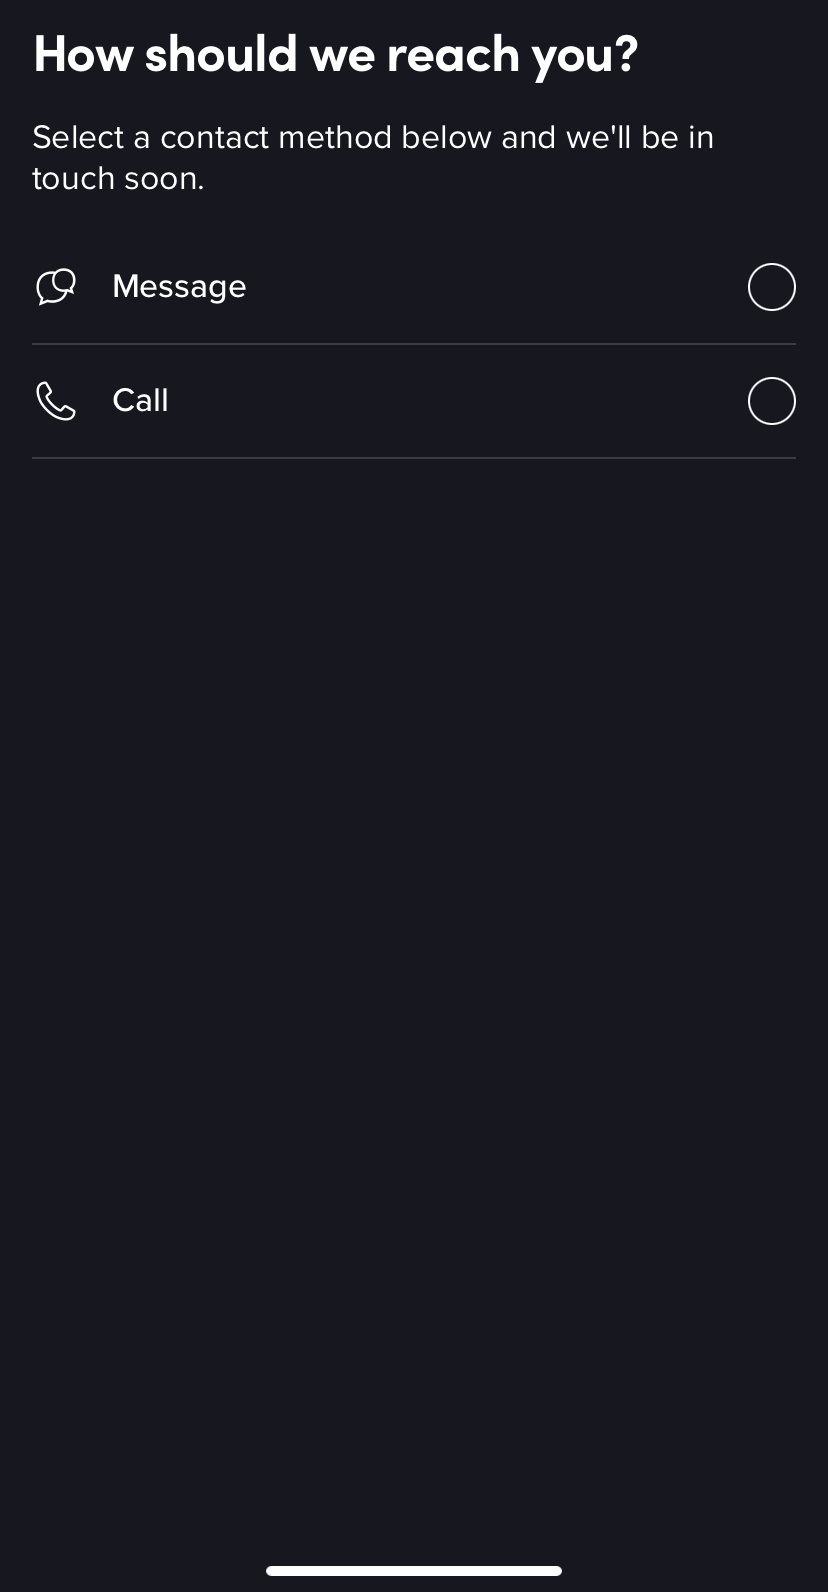 How should we reach you?
Select a contact method below and we'll be in
touch soon.
Message
Call